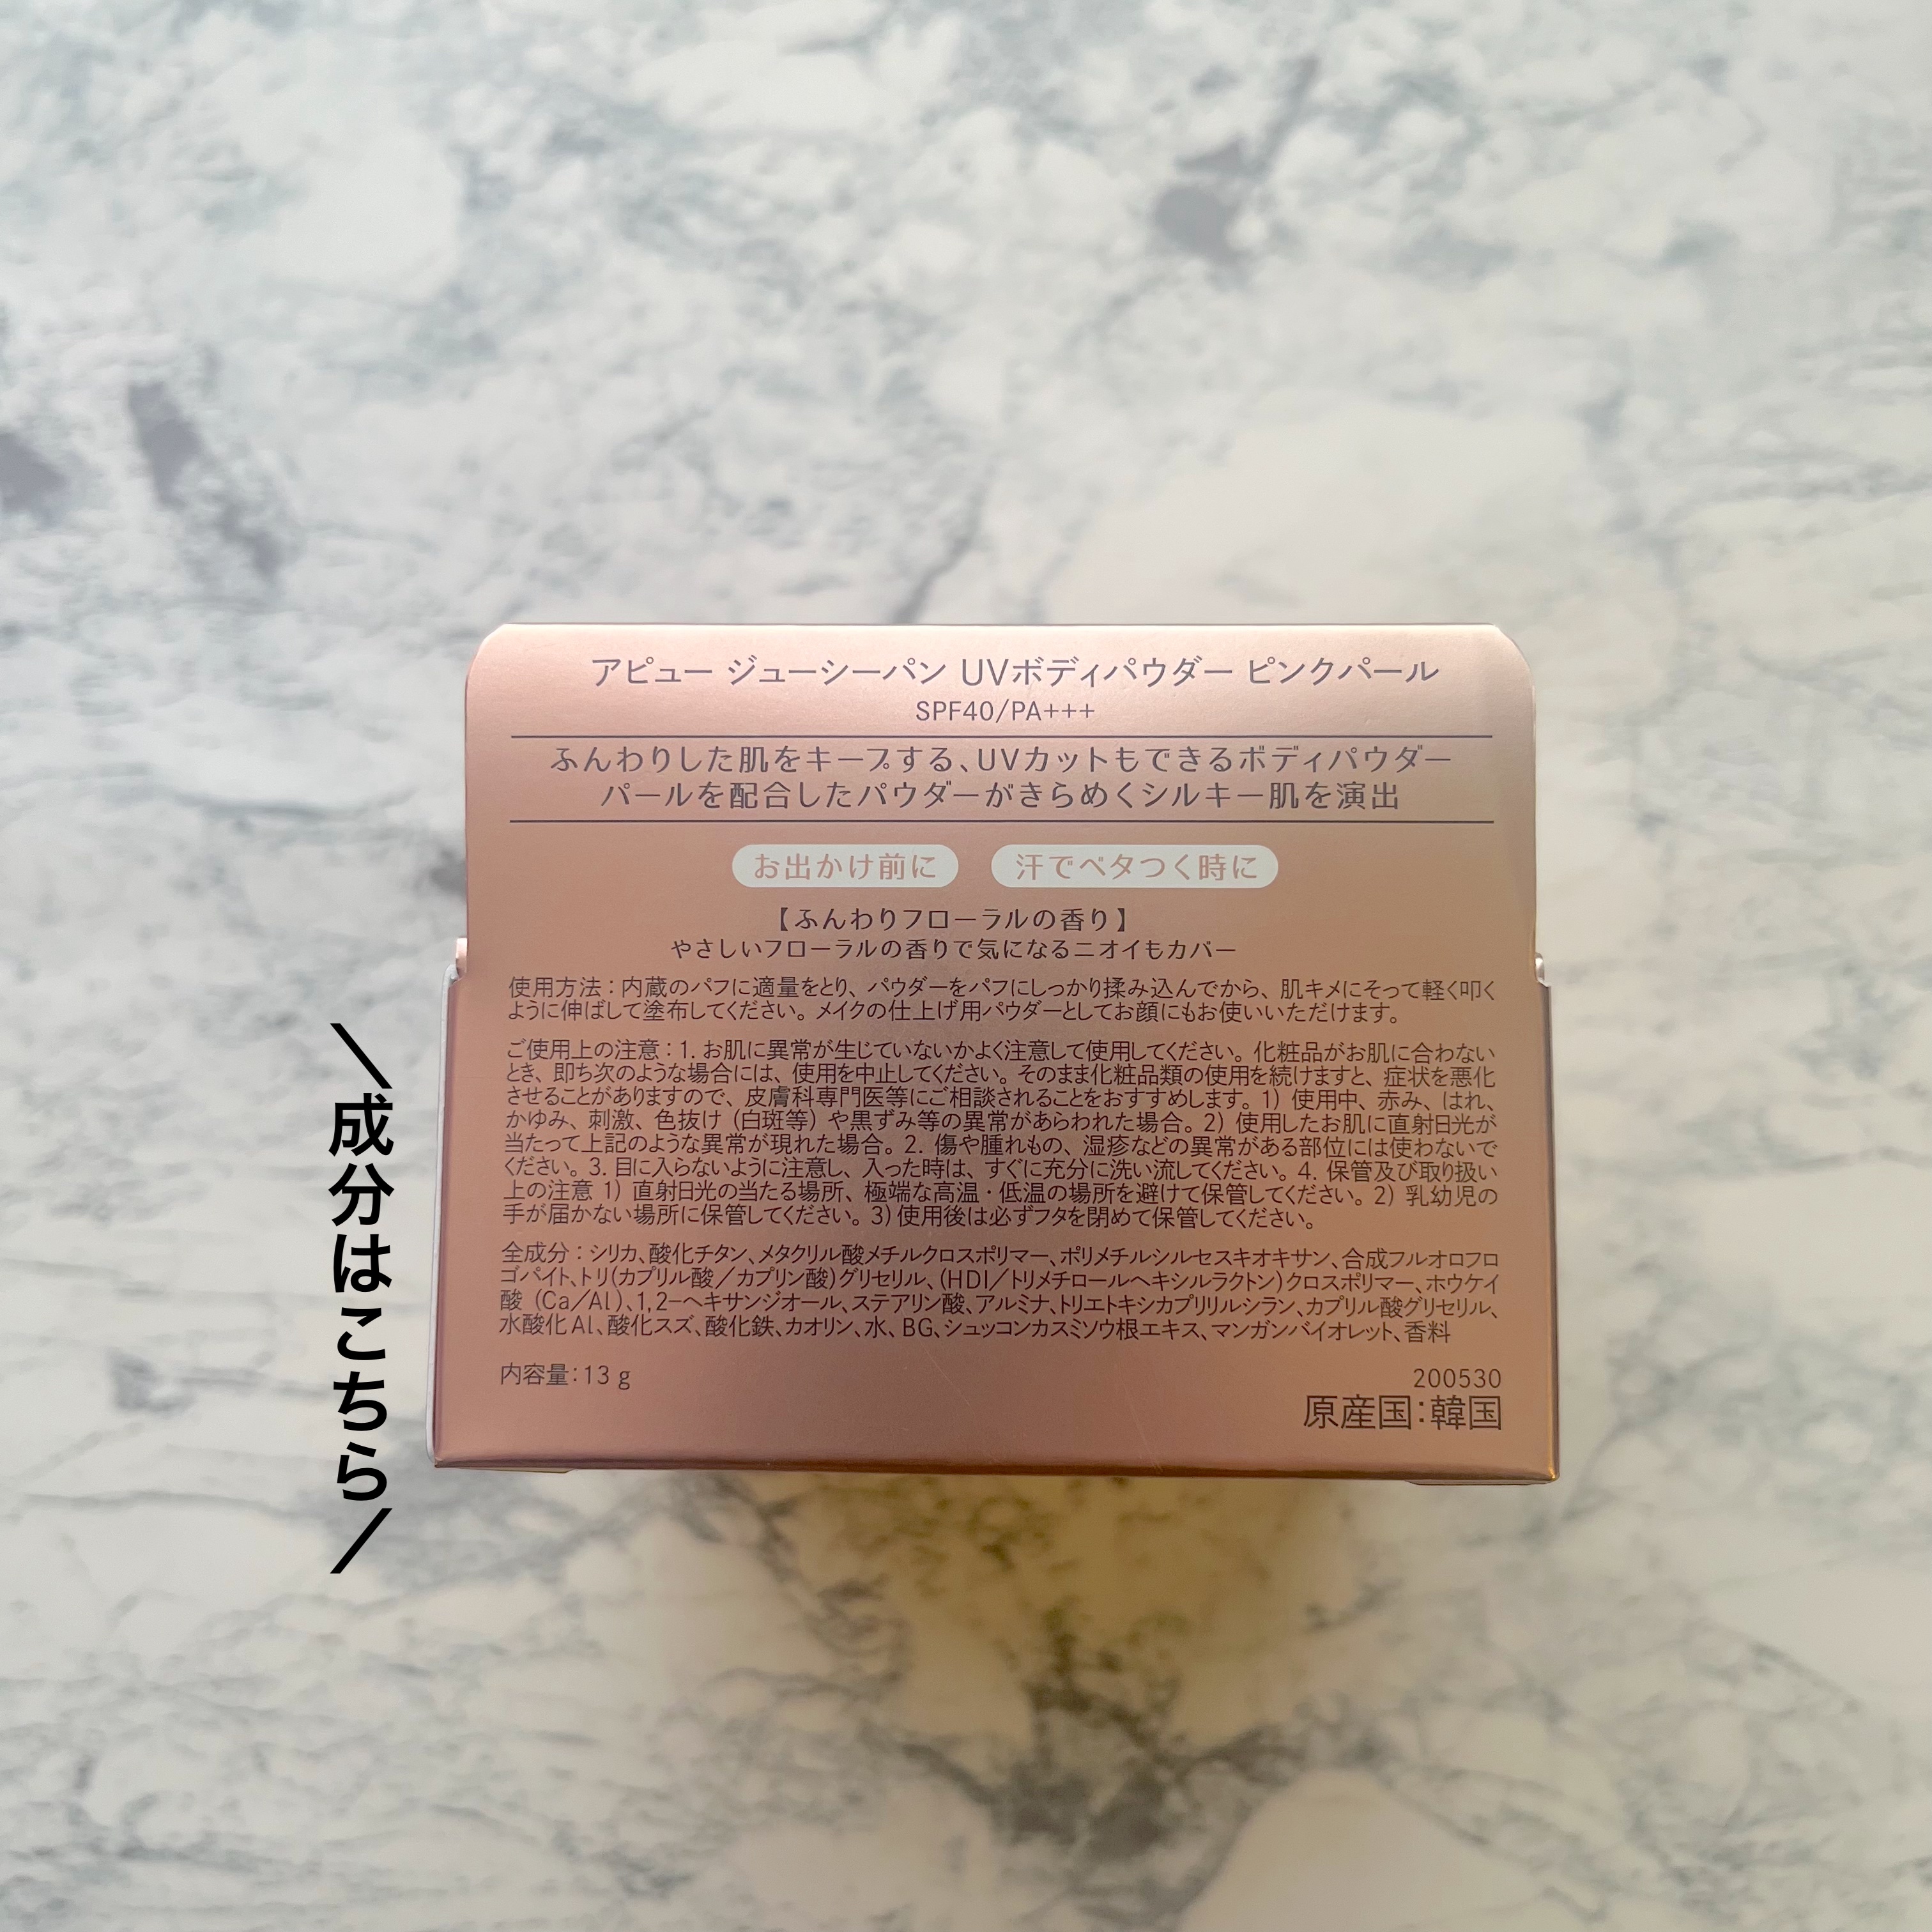 アピュー ジューシーパン UVボディパウダー ピンクパール
SPF40/PA+++
ふんわりした肌をキープする、UVカットもできるボディパウダー
パールを配合したパウダーがきらめくシルキー肌を演出
お出かけ前に
汗でベタつく時に
【ふんわりフローラルの香り】
やさしいフローラルの香りで気になるニオイもカバー
使用方法：内蔵のパフに適量をとり、パウダーをパフにしっかり揉み込んでから、肌キメにそって軽く叩く
ように伸ばして塗布してください。メイクの仕上げ用パウダーとしてお顔にもお使いいただけます。
ご使用上の注意：1. お肌に異常が生じていないかよく注意して使用してください。化粧品がお肌に合わない
とき、即ち次のような場合には、使用を中止してください。そのまま化粧品類の使用を続けますと、症状を悪化
させることがありますので、皮膚科専門医等にご相談されることをおすすめします。1) 使用中、赤み、はれ、
かゆみ、刺激、色抜け（白斑等）や黒ずみ等の異常があらわれた場合。2) 使用したお肌に直射日光が
当たって上記のような異常が現れた場合。2. 傷や腫れもの、湿疹などの異常がある部位には使わないで
ください。3. 目に入らないように注意し、入った時は、すぐに充分に洗い流してください。4. 保管及び取り扱い
上の注意 1) 直射日光の当たる場所、極端な高温・低温の場所を避けて保管してください。2) 乳幼児の
手が届かない場所に保管してください。3) 使用後は必ずフタを閉めて保管してください。
全成分：シリカ、酸化チタン、メタクリル酸メチルクロスポリマー、ポリメチルシルセスキオキサン、合成フルオロフロ
ゴパイト、トリ(カプリル酸／カプリン酸)グリセリル、(HDI／トリメチロールヘキシルラクトン)クロスポリマー、ホウケイ
酸 (Ca/Al)、1,2-ヘキサンジオール、ステアリン酸、アルミナ、トリエトキシカプリリルシラン、カプリル酸グリセリル、
水酸化Al、酸化スズ、酸化鉄、カオリン、水、BG、シュッコンカスミソウ根エキス、マンガンバイオレット、香料
内容量：13 g
200530
原産国：韓国
＼成分はこちら／